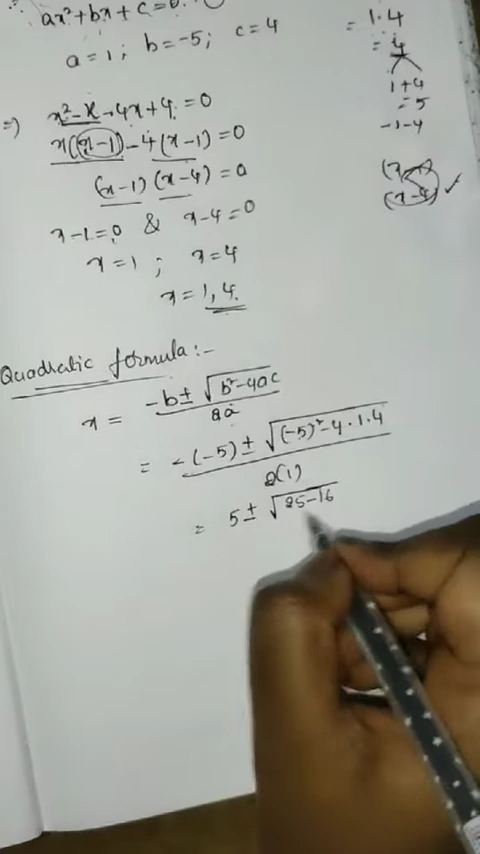 ∴ ax²+bx+c=0
a=1; b=-5; c=4
=> x²-x-4x+4=0
x(x-1)-4(x-1)=0
(x-1)(x-4)=0
x-1=0 & x-4=0
x=1; x=4
x=1,4.
= 1.4
= 4
1+4
=5
-1-4
(x-4)
Quadratic formula:-
x = -b±√b²-4ac
2a
= -(-5)±√(-5)²-4.1.4
2(1)
= 5±√25-16